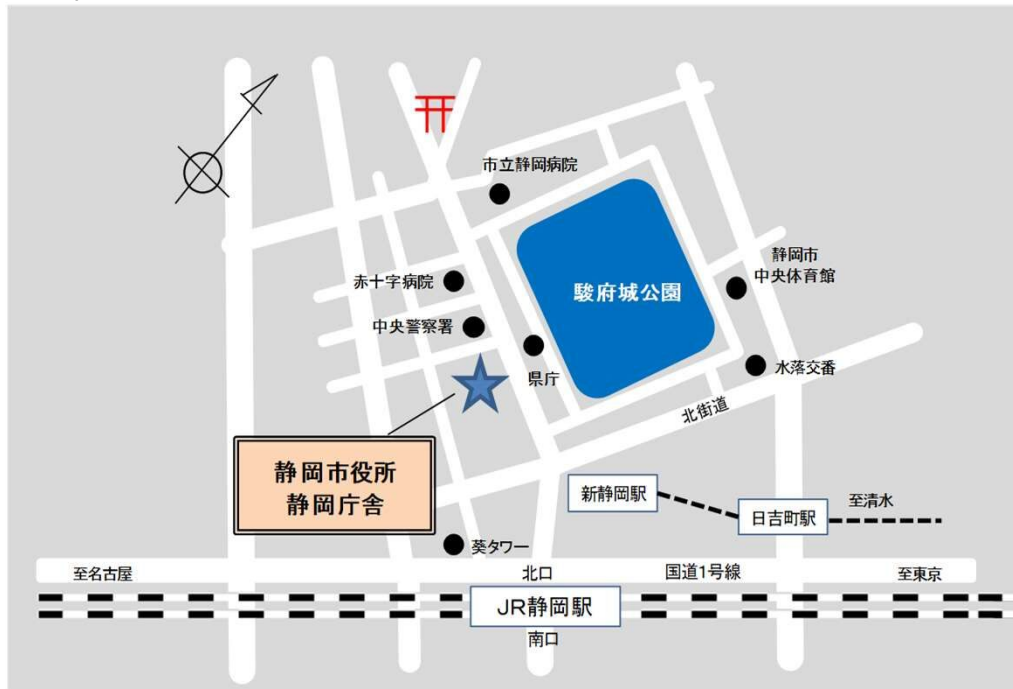 市立静岡病院
静岡市
中央体育館
赤十字病院
駿府城公園
中央警察署
県庁
水落交番
北街道
静岡市役所
静岡庁舎
新静岡駅
日吉町駅
至清水
葵タワー
至名古屋
北口
国道1号線
至東京
JR静岡駅
南口